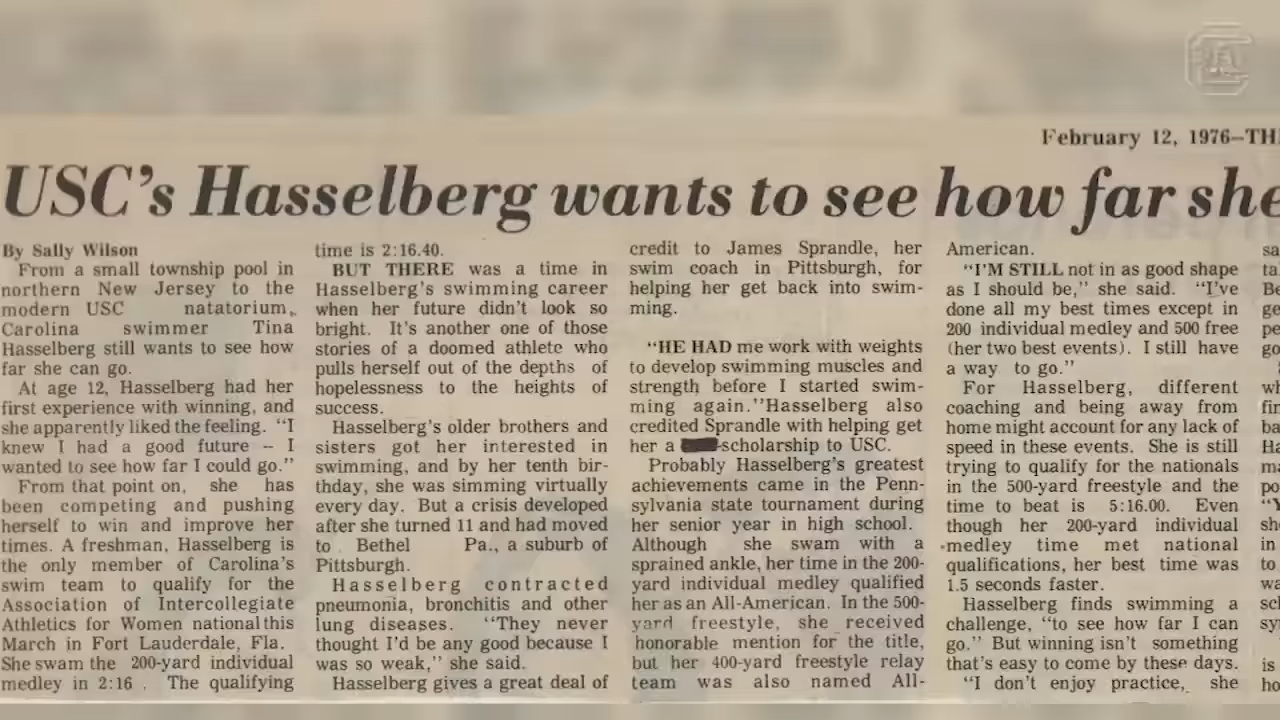 February 12, 1976—TH
USC's Hasselberg wants to see how far she
By Sally Wilson
From a small township pool in
northern New Jersey to the
modern USC natatorium,
Carolina swimmer Tina
Hasselberg still wants to see how
far she can go.
At age 12, Hasselberg had her
first experience with winning, and
she apparently liked the feeling. "I
knew I had a good future -- I
wanted to see how far I could go."
From that point on, she has
been competing and pushing
herself to win and improve her
times. A freshman, Hasselberg is
the only member of Carolina's
swim team to qualify for the
Association of Intercollegiate
Athletics for Women national this
March in Fort Lauderdale, Fla.
She swam the 200-yard individual
medley in 2:16 . The qualifying
time is 2:16.40.
BUT THERE was a time in
Hasselberg's swimming career
when her future didn't look so
bright. It's another one of those
stories of a doomed athlete who
pulls herself out of the depths of
hopelessness to the heights of
success.
Hasselberg's older brothers and
sisters got her interested in
swimming, and by her tenth bir-
thday, she was simming virtually
every day. But a crisis developed
after she turned 11 and had moved
to Bethel Pa., a suburb of
Pittsburgh.
Hasselberg contracted
pneumonia, bronchitis and other
lung diseases. "They never
thought I'd be any good because I
was so weak," she said.
Hasselberg gives a great deal of
credit to James Sprandle, her
swim coach in Pittsburgh, for
helping her get back into swim-
ming.
"HE HAD me work with weights
to develop swimming muscles and
strength before I started swim-
ming again."Hasselberg also
credited Sprandle with helping get
her a -scholarship to USC.
Probably Hasselberg's greatest
achievements came in the Penn-
sylvania state tournament during
her senior year in high school.
Although she swam with a
sprained ankle, her time in the 200-
yard individual medley qualified
her as an All-American. In the 500-
yard freestyle, she received
honorable mention for the title,
but her 400-yard freestyle relay
team was also named All-
American.
"I'M STILL not in as good shape
as I should be," she said. "I've
done all my best times except in
200 individual medley and 500 free
(her two best events). I still have
a way to go."
For Hasselberg, different
coaching and being away from
home might account for any lack of
speed in these events. She is still
trying to qualify for the nationals
in the 500-yard freestyle and the
time to beat is 5:16.00. Even
though her 200-yard individual
medley time met national
qualifications, her best time was
1.5 seconds faster.
Hasselberg finds swimming a
challenge, "to see how far I can
go." But winning isn't something
that's easy to come by these days.
"I don't enjoy practice, she